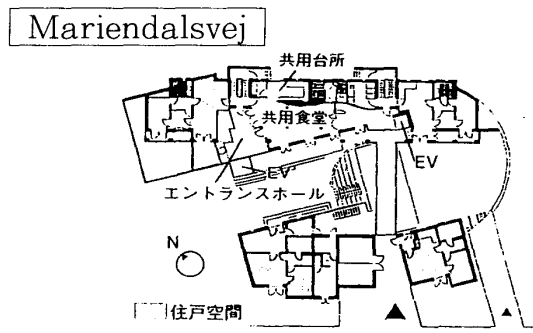 Mariendalsvej
共用台所
共用食堂
EV
EV
エントランスホール
N
住戸空間